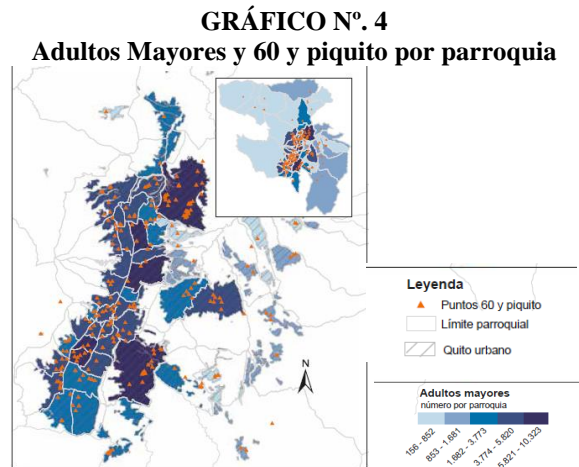 GRÁFICO Nº. 4
Adultos Mayores y 60 y piquito por parroquia
N
Leyenda
Puntos 60 y piquito
Límite parroquial
Quito urbano
Adultos mayores
número por parroquia
156 - 852
853 - 1.681
1.682 - 3.773
3.774 - 5.820
5.821 - 10.323